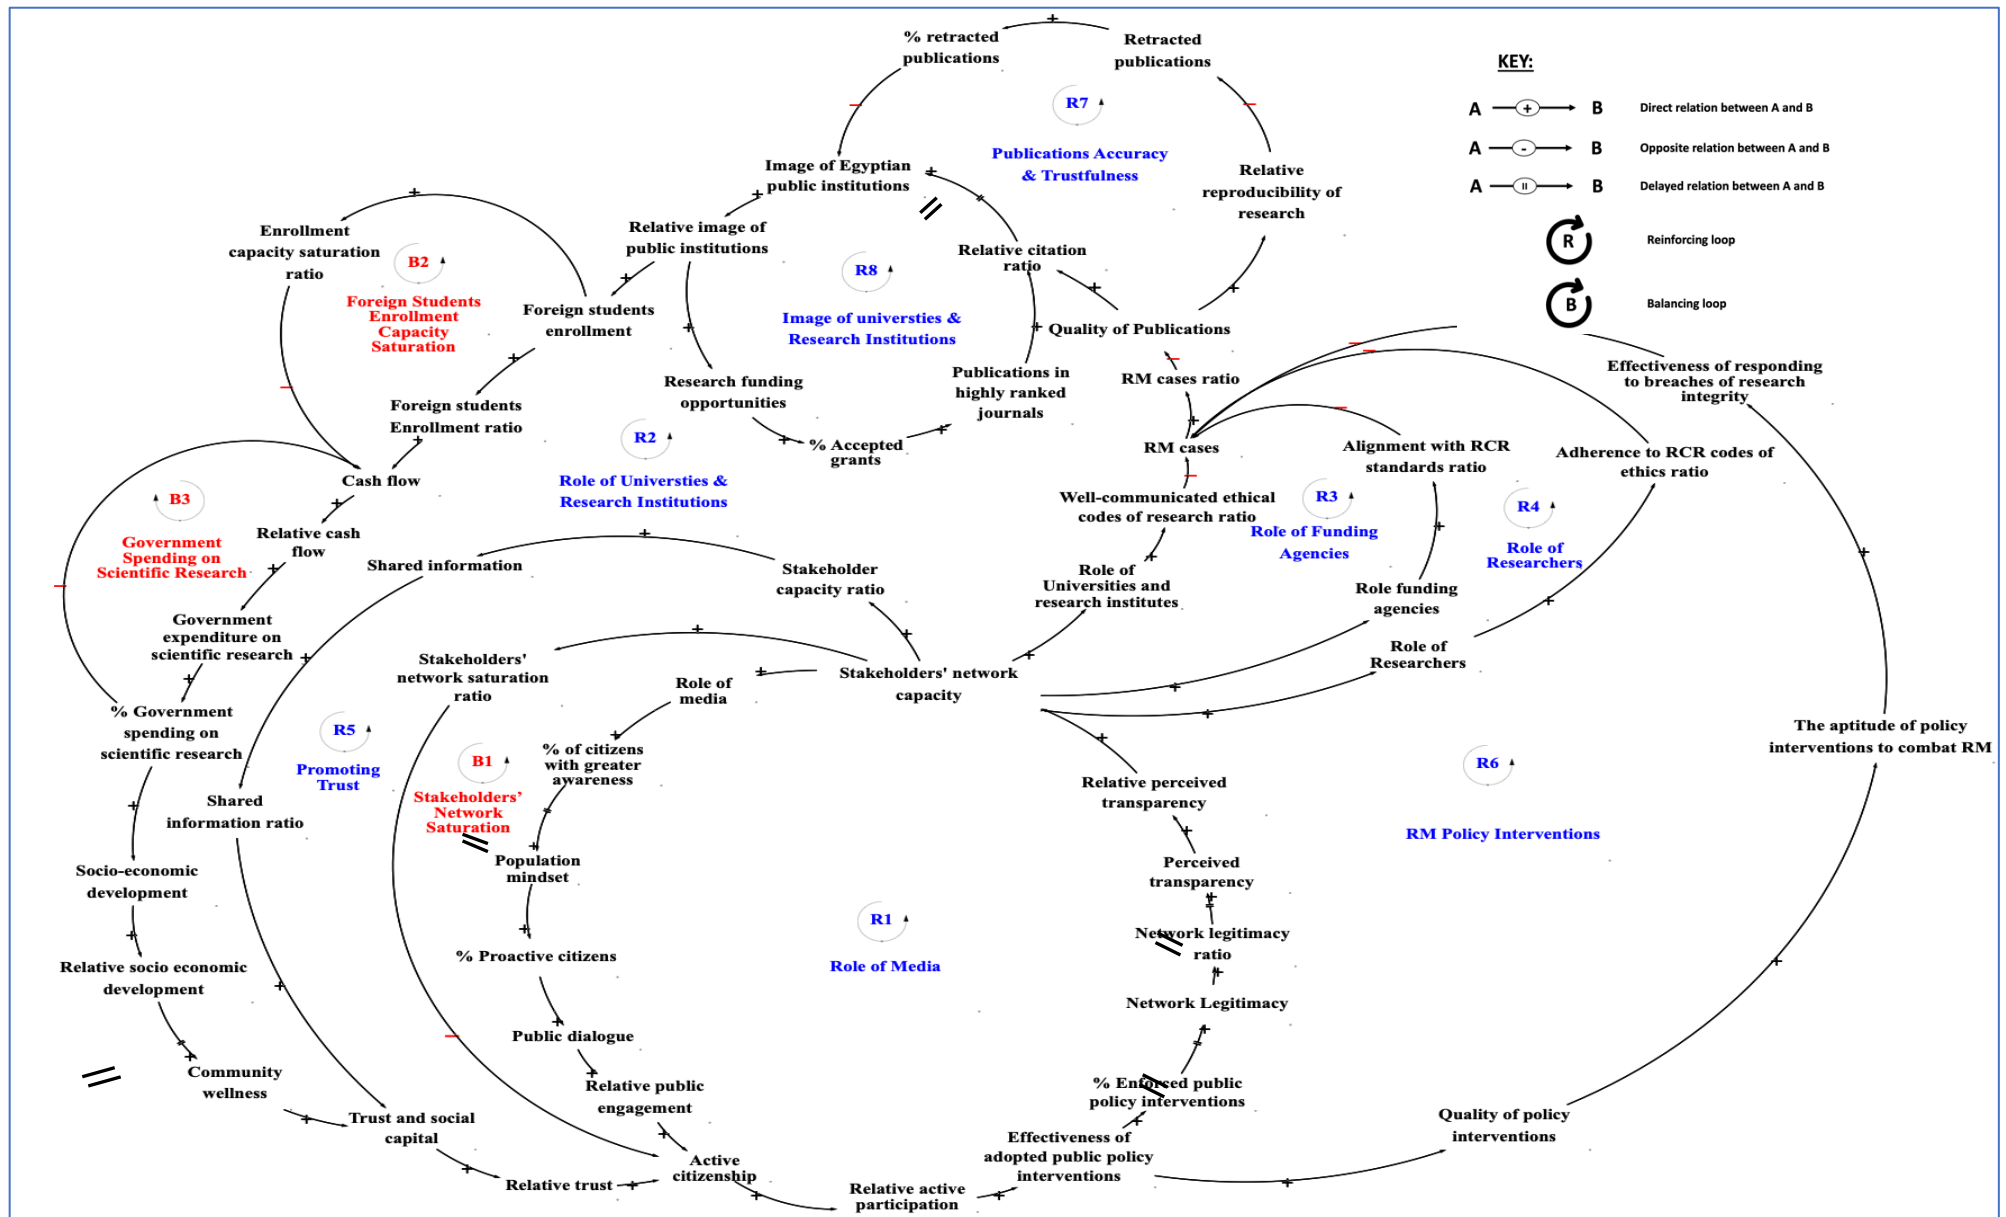 % retracted
publications
Retracted
publications
KEY:
A + B Direct relation between A and B
A - B Opposite relation between A and B
A = B Delayed relation between A and B
R Reinforcing loop
B Balancing loop
R7
Publications Accuracy
& Trustfulness
Image of Egyptian
public institutions
Relative
reproducibility of
research
Enrollment
capacity saturation
ratio
Relative image of
public institutions
Relative citation
ratio
B2
Foreign Students
Enrollment
Capacity
Saturation
R8
Image of universties &
Research Institutions
Foreign students
enrollment
Quality of Publications
Research funding
opportunities
Publications in
highly ranked
journals
RM cases ratio
Effectiveness of responding
to breaches of research
integrity
Foreign students
Enrollment ratio
R2
Role of Universties &
Research Institutions
% Accepted
grants
RM cases
Alignment with RCR
standards ratio
Adherence to RCR codes of
ethics ratio
Cash flow
B3
Government
Spending on
Scientific Research
Relative cash
flow
Well-communicated ethical
codes of research ratio
R3
Role of Funding
Agencies
R4
Role of
Researchers
Shared information
Stakeholder
capacity ratio
Role of
Universities and
research institutes
Role funding
agencies
Government
expenditure on
scientific research
Stakeholders'
network saturation
ratio
Role of
media
Stakeholders' network
capacity
Role of
Researchers
% Government
spending on
scientific research
R5
Promoting
Trust
B1
Stakeholders'
Network
Saturation
% of citizens
with greater
awareness
Relative perceived
transparency
R6
RM Policy Interventions
The aptitude of policy
interventions to combat RM
Shared
information ratio
Population
mindset
Perceived
transparency
Socio-economic
development
R1
Role of Media
Network legitimacy
ratio
% Proactive citizens
Relative socio economic
development
Network Legitimacy
Public dialogue
Community
wellness
Relative public
engagement
% Enforced public
policy interventions
Trust and social
capital
Quality of policy
interventions
Effectiveness of
adopted public policy
interventions
Active
citizenship
Relative trust
Relative active
participation